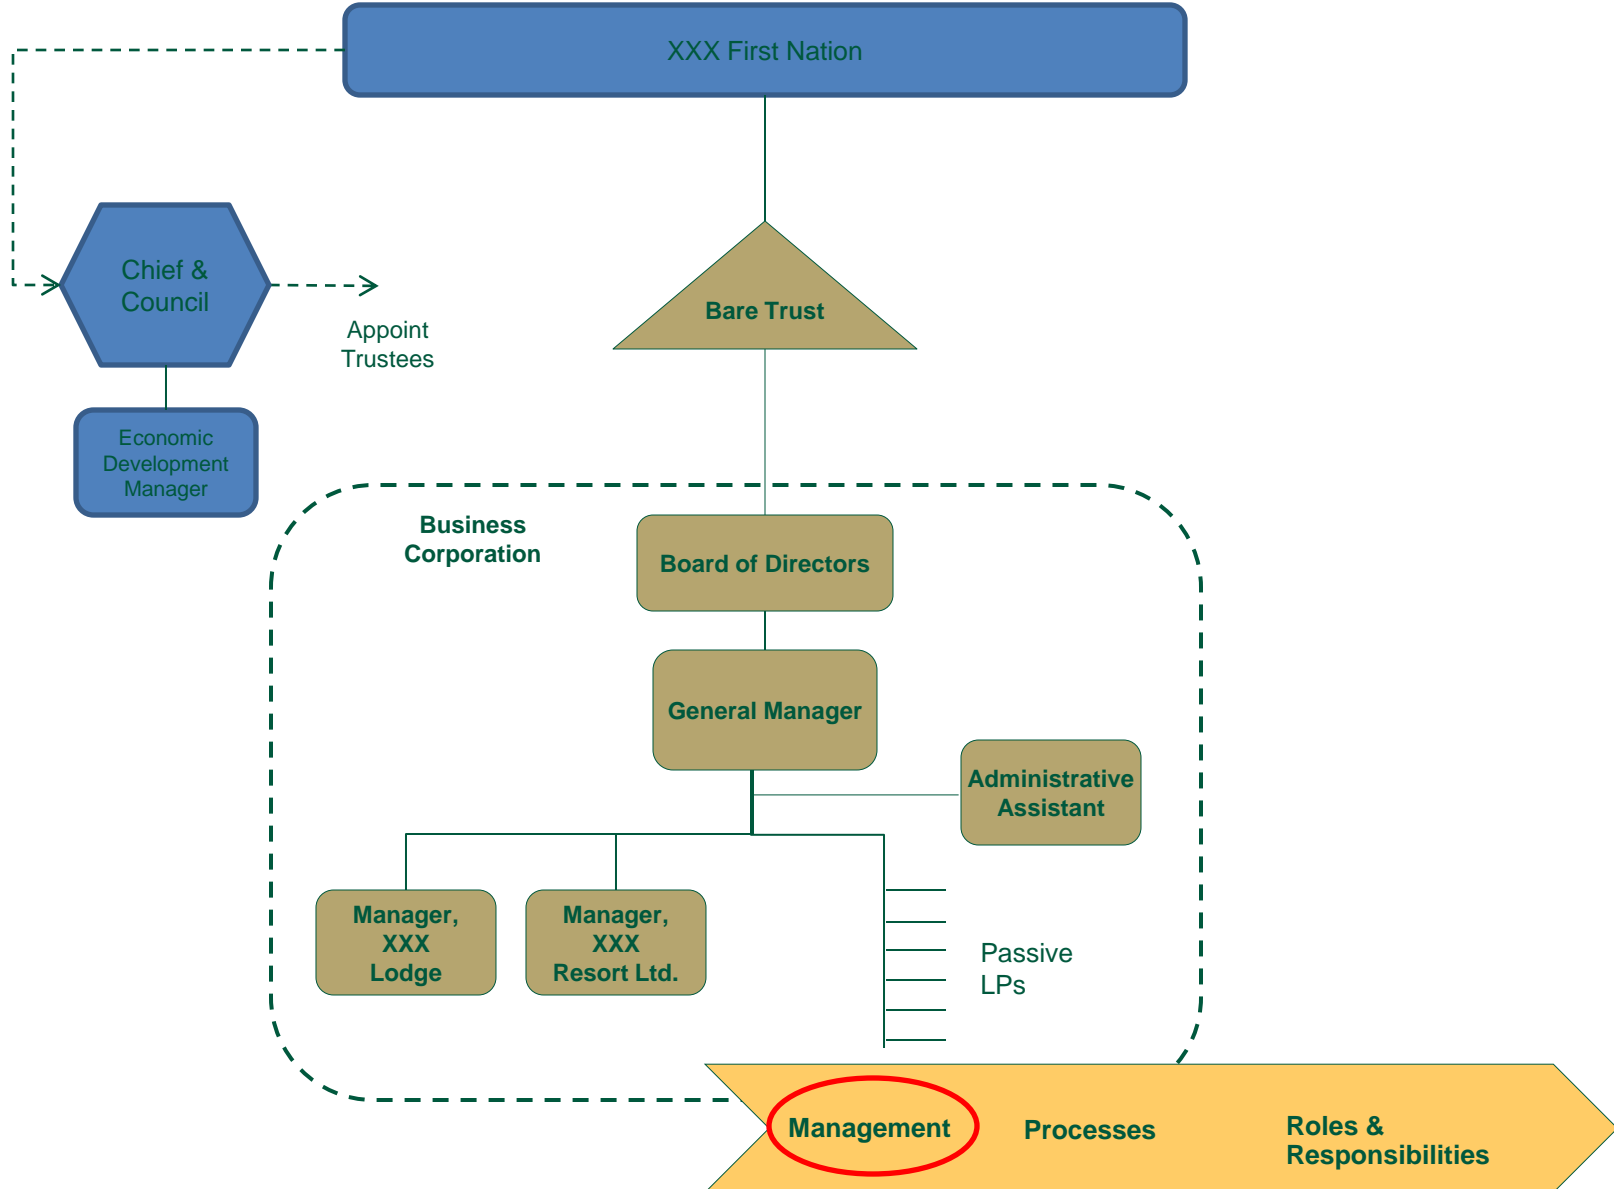 XXX First Nation
Chief &
Council
Appoint
Trustees
Bare Trust
Economic
Development
Manager
Business
Corporation
Board of Directors
General Manager
Administrative
Assistant
Manager,
XXX
Lodge
Manager,
XXX
Resort Ltd.
Passive
LPs
Management
Processes
Roles &
Responsibilities